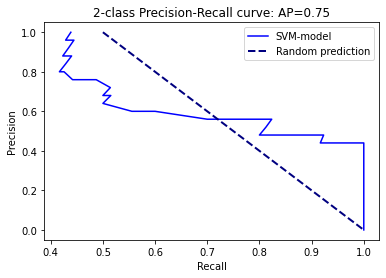 2-class Precision-Recall curve: AP=0.75
SVM-model
Random prediction
Precision
1.0
0.8
0.6
0.4
0.2
0.0
0.4 0.5 0.6 0.7 0.8 0.9 1.0
Recall